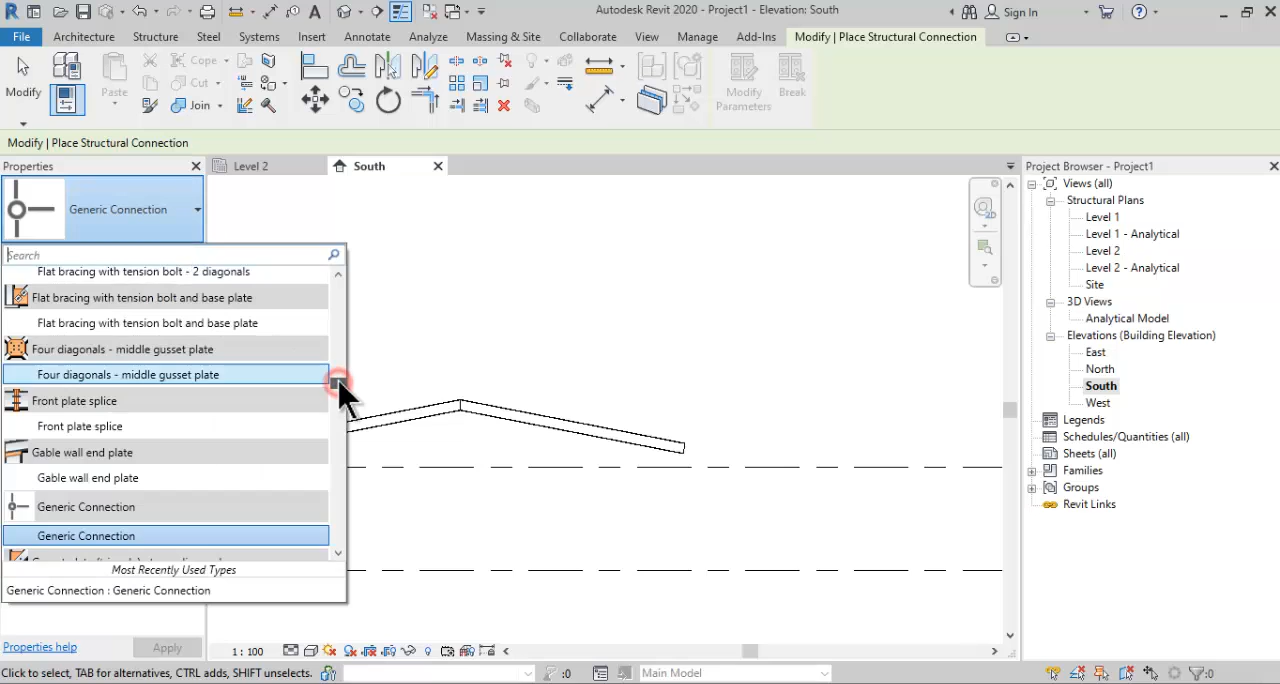 Autodesk Revit 2020 - Project1 - Elevation: South
Sign In
File Architecture Structure Steel Systems Insert Annotate Analyze Massing & Site Collaborate View Manage Add-Ins Modify | Place Structural Connection
Modify
Paste
Cope
Cut
Join
Modify Parameters
Break
Modify | Place Structural Connection
Properties
Level 2
South
Project Browser - Project1
Generic Connection
Search
Flat bracing with tension bolt - 2 diagonals
Flat bracing with tension bolt and base plate
Flat bracing with tension bolt and base plate
Four diagonals - middle gusset plate
Four diagonals - middle gusset plate
Front plate splice
Front plate splice
Gable wall end plate
Gable wall end plate
Generic Connection
Generic Connection
Most Recently Used Types
Generic Connection : Generic Connection
Properties help
Apply
2D
Views (all)
Structural Plans
Level 1
Level 1 - Analytical
Level 2
Level 2 - Analytical
Site
3D Views
Analytical Model
Elevations (Building Elevation)
East
North
South
West
Legends
Schedules/Quantities (all)
Sheets (all)
Families
Groups
Revit Links
1 : 100
Click to select, TAB for alternatives, CTRL adds, SHIFT unselects.
:0
Main Model
:0